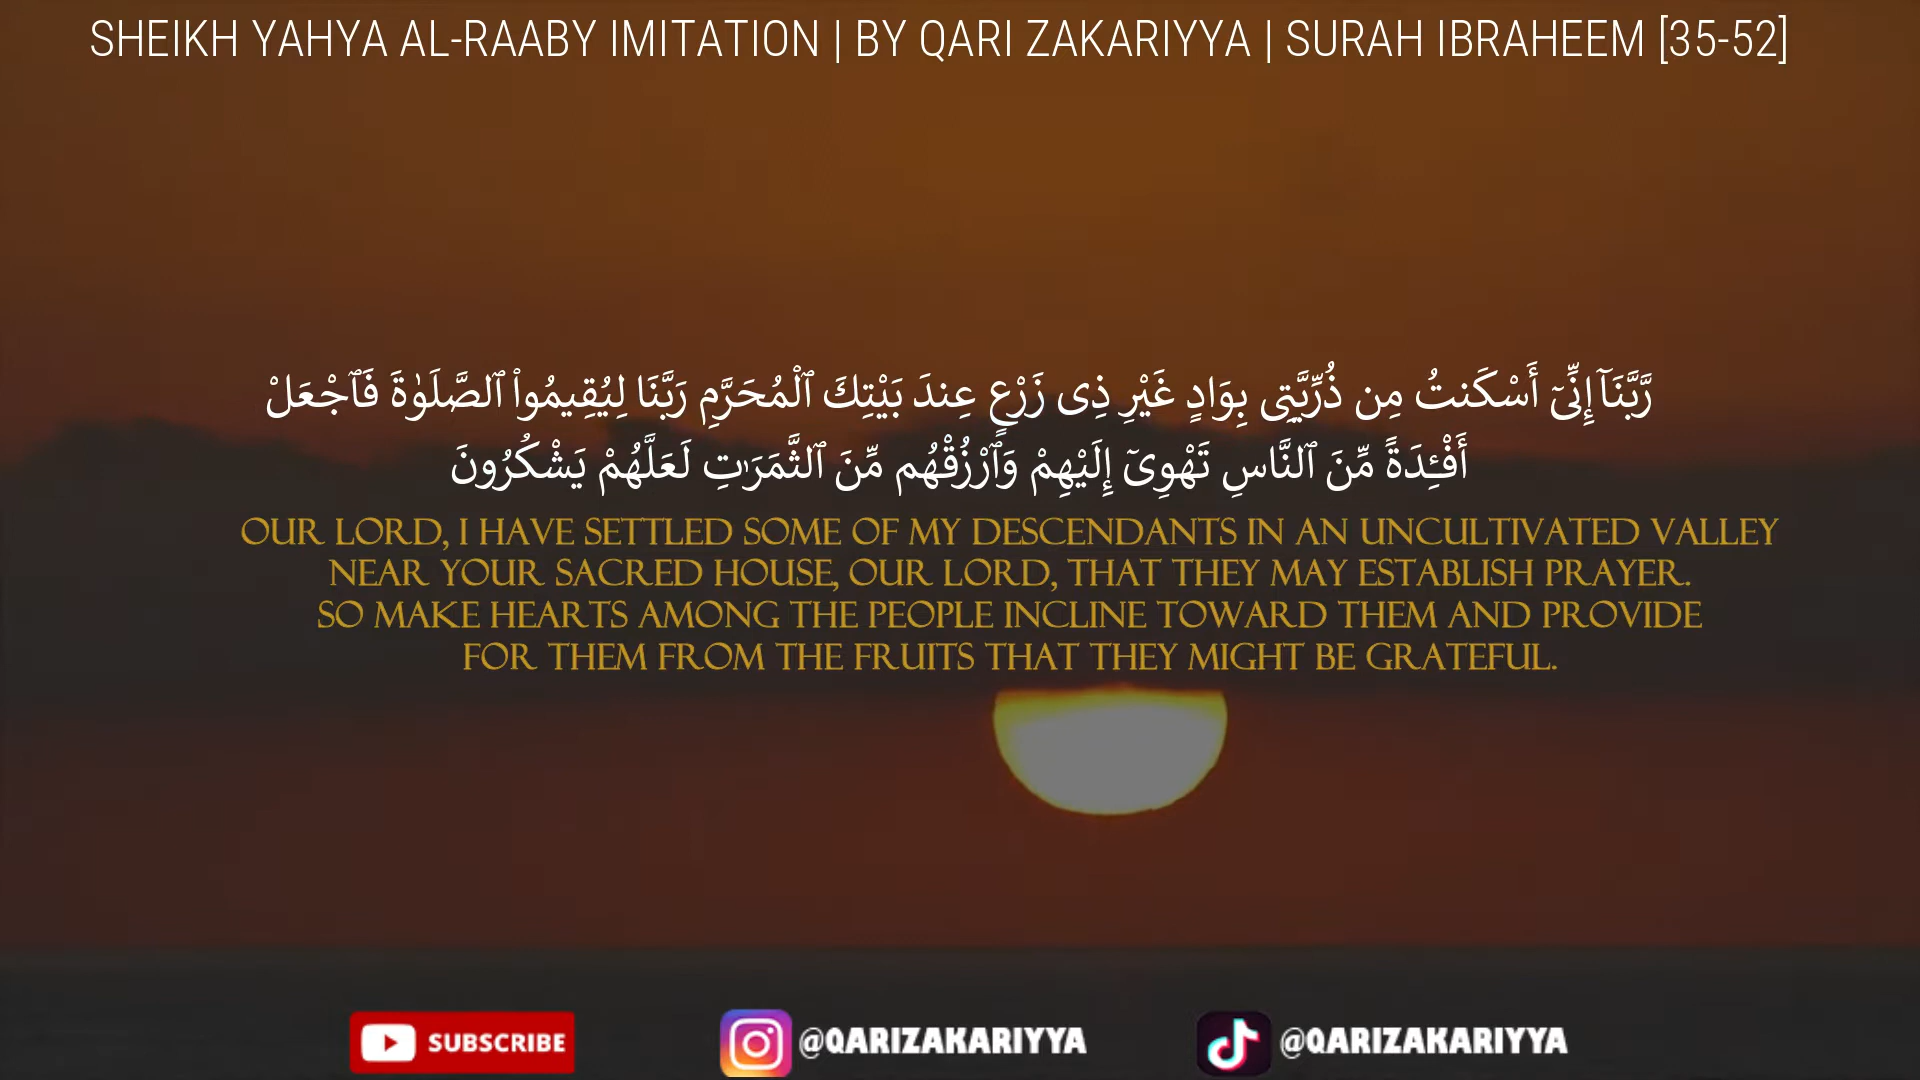 SHEIKH YAHYA AL-RAABY IMITATION | BY QARI ZAKARIYYA | SURAH IBRAHEEM [35-52]
رَّبَّنَآ إِنِّىٓ أَسْكَنتُ مِن ذُرِّيَّتِى بِوَادٍ غَيْرِ ذِى زَرْعٍ عِندَ بَيْتِكَ ٱلْمُحَرَّمِ رَبَّنَا لِيُقِيمُوا۟ ٱلصَّلَوٰةَ فَٱجْعَلْ
أَفْـِٔدَةً مِّنَ ٱلنَّاسِ تَهْوِىٓ إِلَيْهِمْ وَٱرْزُقْهُم مِّنَ ٱلثَّمَرَٰتِ لَعَلَّهُمْ يَشْكُرُونَ
OUR LORD, I HAVE SETTLED SOME OF MY DESCENDANTS IN AN UNCULTIVATED VALLEY
NEAR YOUR SACRED HOUSE, OUR LORD, THAT THEY MAY ESTABLISH PRAYER.
SO MAKE HEARTS AMONG THE PEOPLE INCLINE TOWARD THEM AND PROVIDE
FOR THEM FROM THE FRUITS THAT THEY MIGHT BE GRATEFUL.
SUBSCRIBE @QARIZAKARIYYA @QARIZAKARIYYA